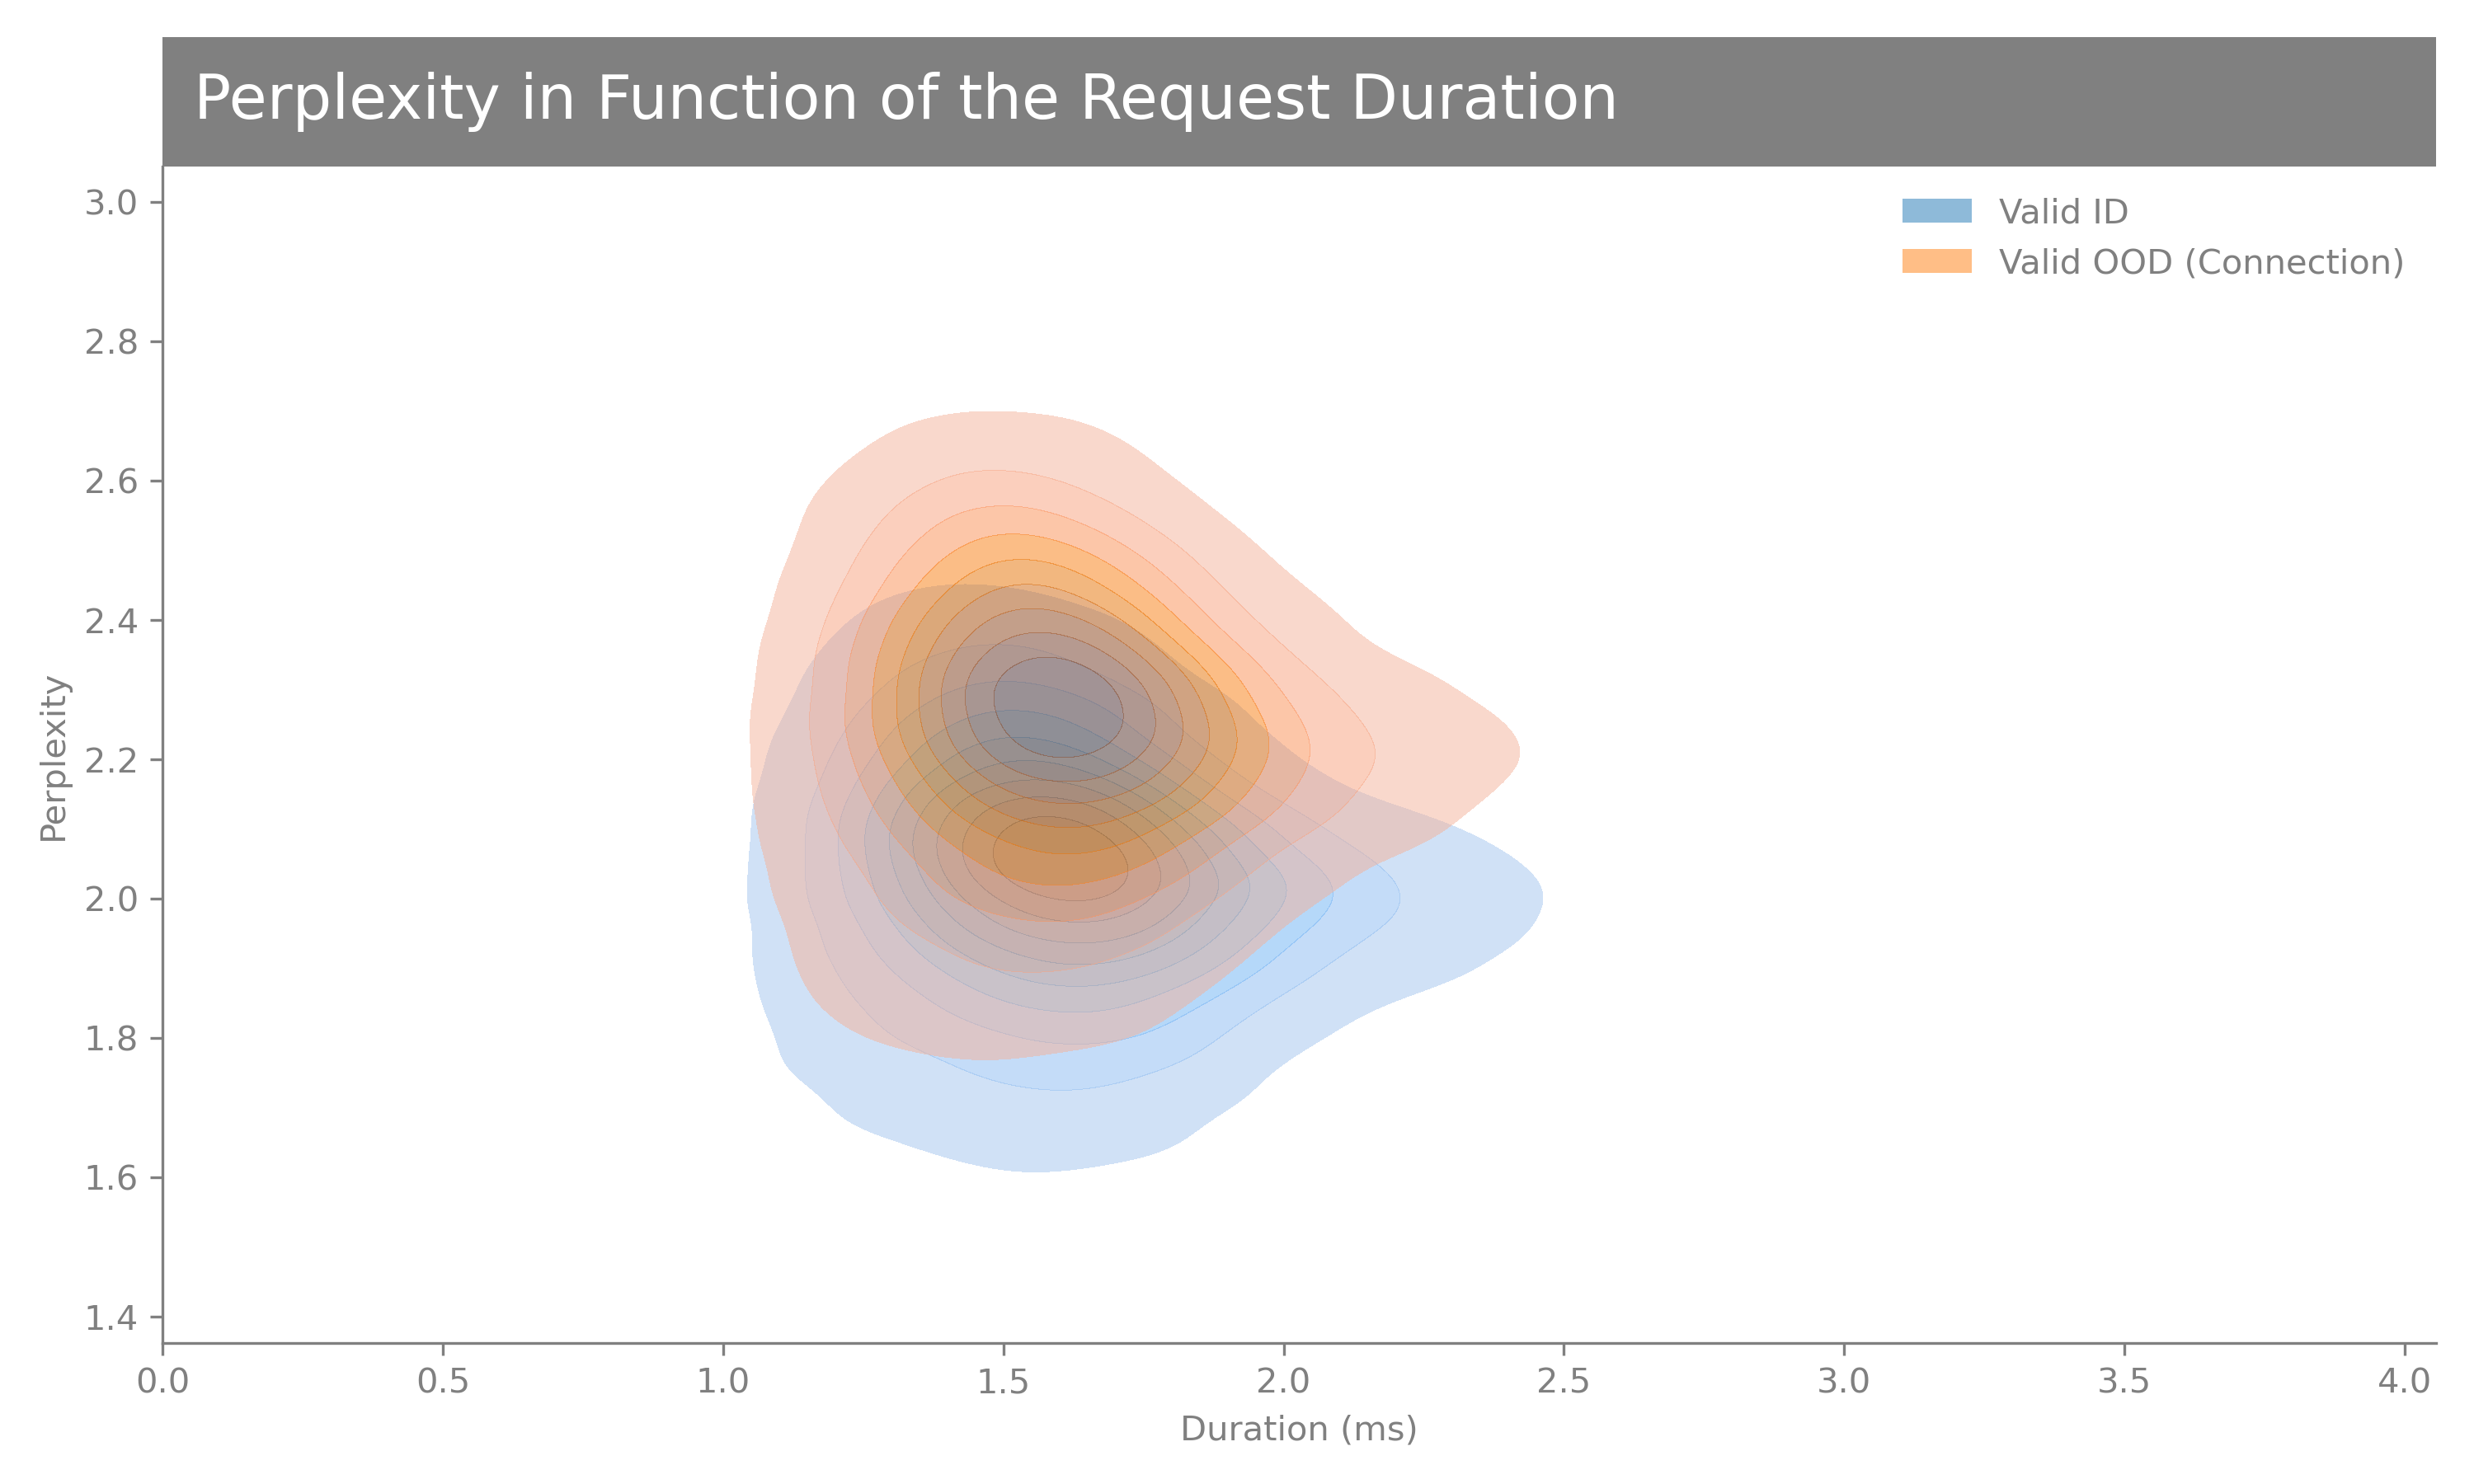 Perplexity in Function of the Request Duration
Valid ID
Valid OOD (Connection)
Perplexity
3.0
2.8
2.6
2.4
2.2
2.0
1.8
1.6
1.4
0.0 0.5 1.0 1.5 2.0 2.5 3.0 3.5 4.0
Duration (ms)